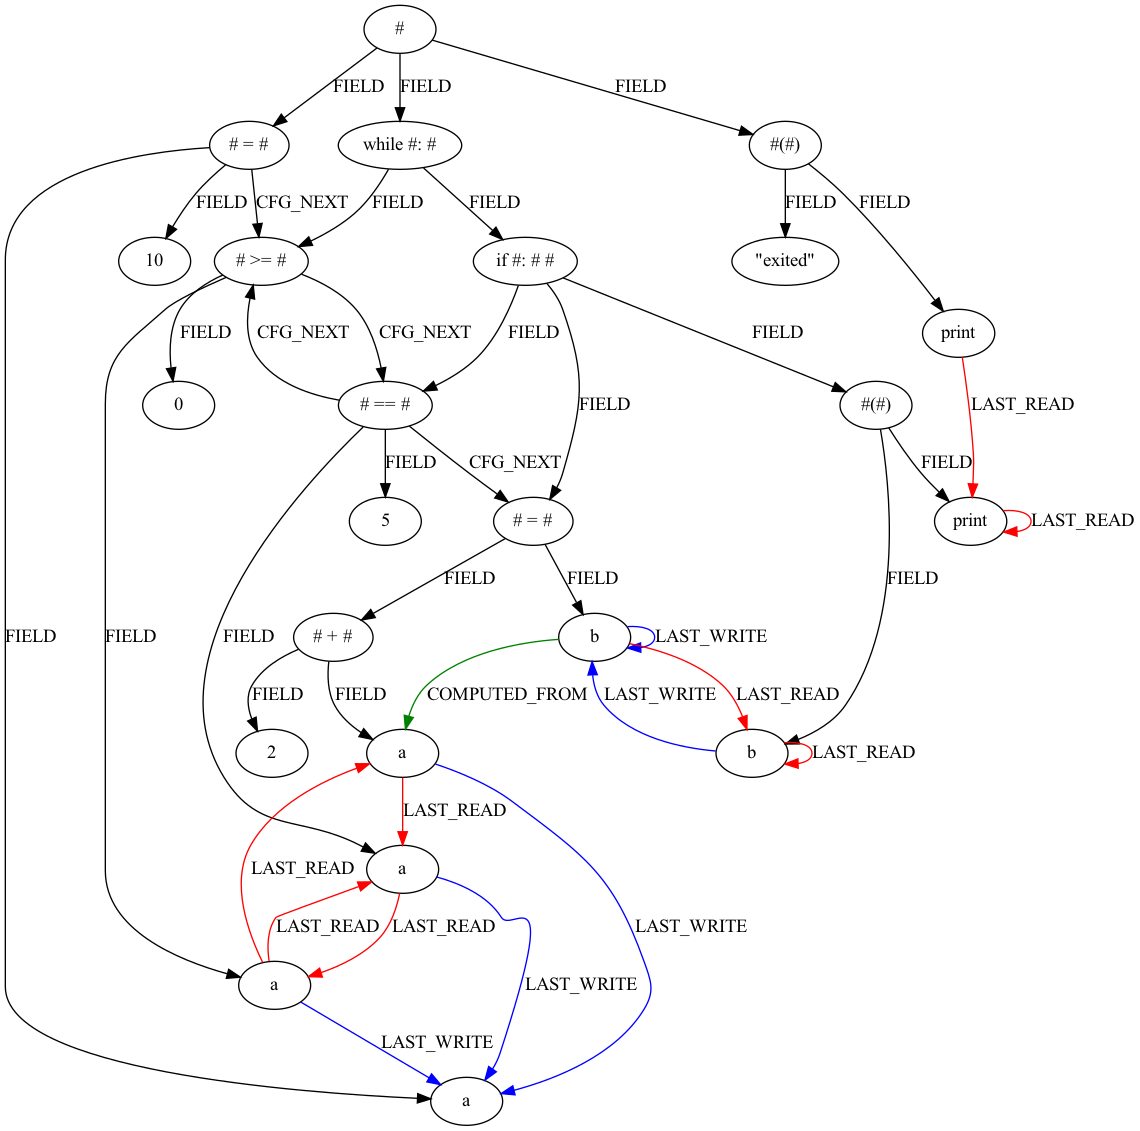 #
FIELD FIELD FIELD
# = # while #: # #(#)
FIELD CFG_NEXT FIELD FIELD FIELD FIELD
10 # >= # if #: # # "exited"
FIELD CFG_NEXT CFG_NEXT FIELD FIELD print
0 # == # FIELD #(#) LAST_READ
FIELD CFG_NEXT FIELD
5 # = # print LAST_READ
FIELD FIELD FIELD
FIELD FIELD FIELD # + # b LAST_WRITE
FIELD FIELD COMPUTED_FROM LAST_WRITE LAST_READ
2 a b LAST_READ
LAST_READ
LAST_READ a
LAST_READ LAST_READ LAST_WRITE
a LAST_WRITE
LAST_WRITE
a